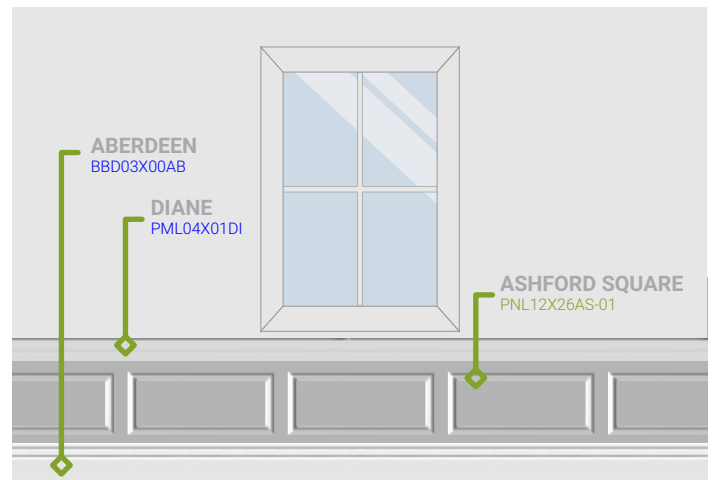 ABERDEEN
BBD03X00AB
DIANE
PML04X01DI
ASHFORD SQUARE
PNL12X26AS-01